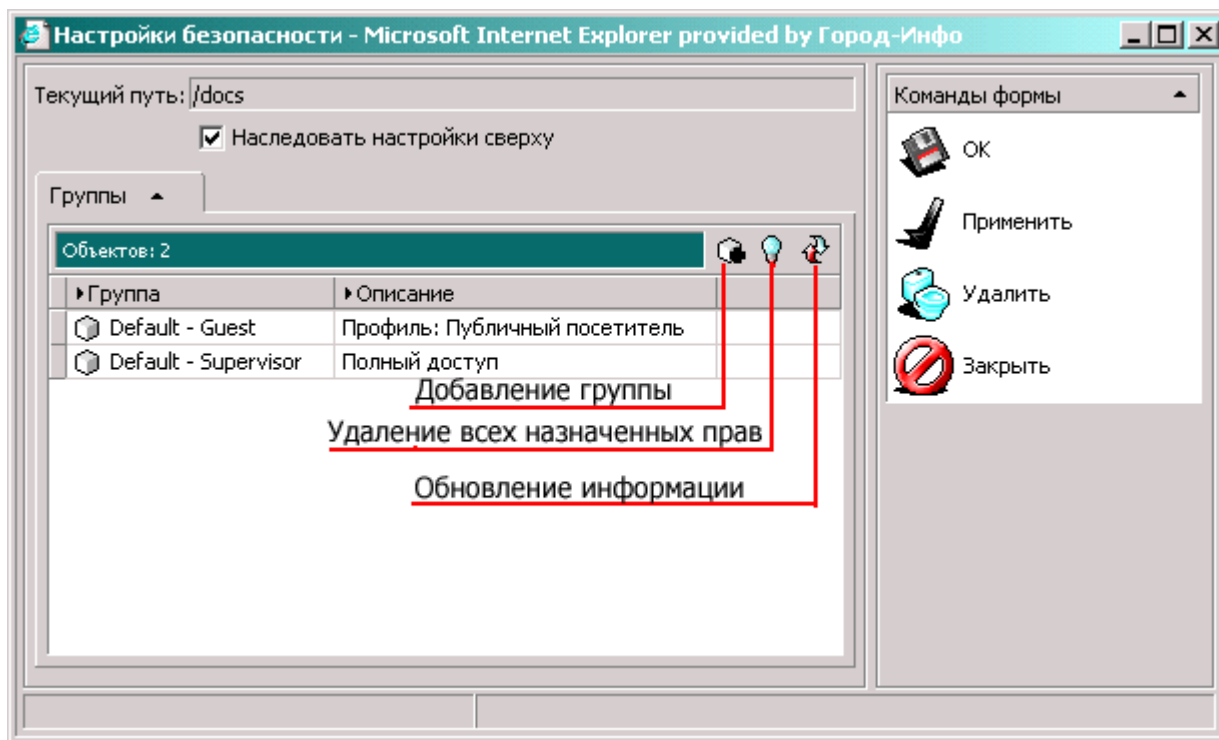 Настройки безопасности - Microsoft Internet Explorer provided by Город-Инфо
Текущий путь: /docs
Наследовать настройки сверху
Группы
Объектов: 2
Группа Описание
Default - Guest Профиль: Публичный посетитель
Default - Supervisor Полный доступ
Добавление группы
Удаление всех назначенных прав
Обновление информации
Команды формы
ОК
Применить
Удалить
Закрыть